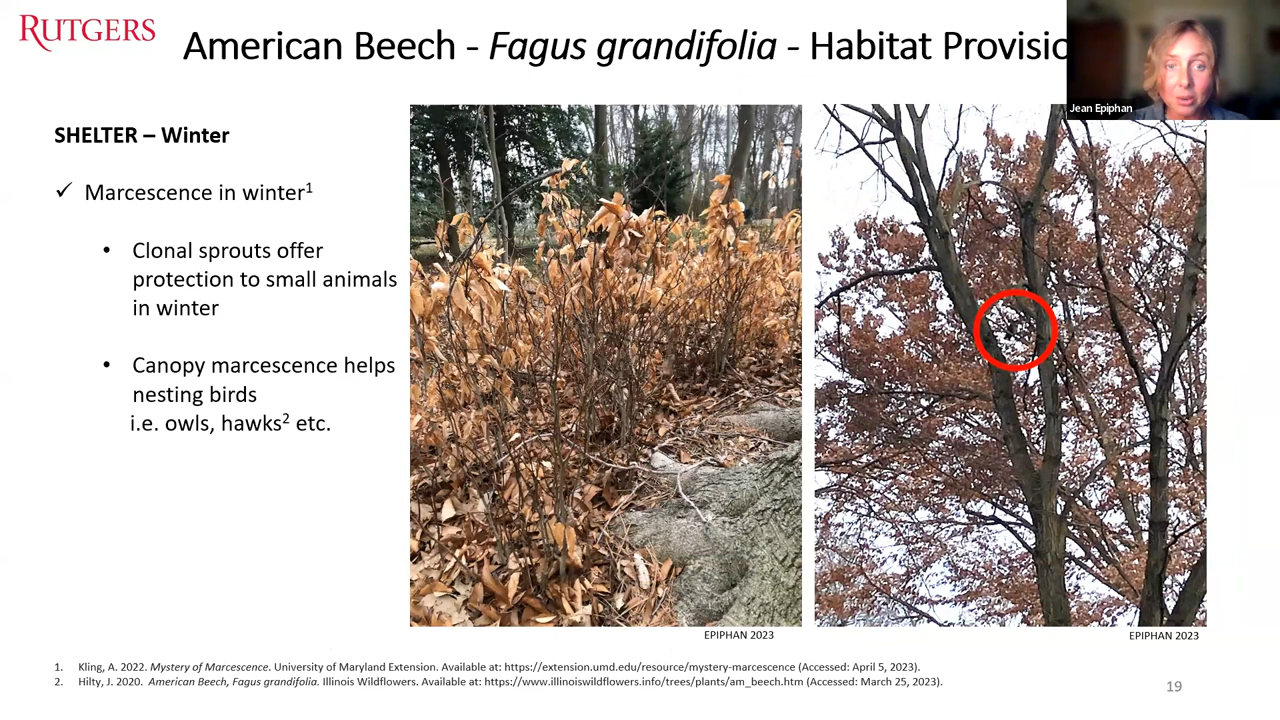 RUTGERS
American Beech - Fagus grandifolia - Habitat Provisio
Jean Epiphan
SHELTER – Winter
✓ Marcescence in winter1
• Clonal sprouts offer
protection to small animals
in winter
• Canopy marcescence helps
nesting birds
i.e. owls, hawks2 etc.
EPIPHAN 2023
EPIPHAN 2023
1. Kling, A. 2022. Mystery of Marcescence. University of Maryland Extension. Available at: https://extension.umd.edu/resource/mystery-marcescence (Accessed: April 5, 2023).
2. Hilty, J. 2020. American Beech, Fagus grandifolia. Illinois Wildflowers. Available at: https://www.illinoiswildflowers.info/trees/plants/am_beech.htm (Accessed: March 25, 2023).
19